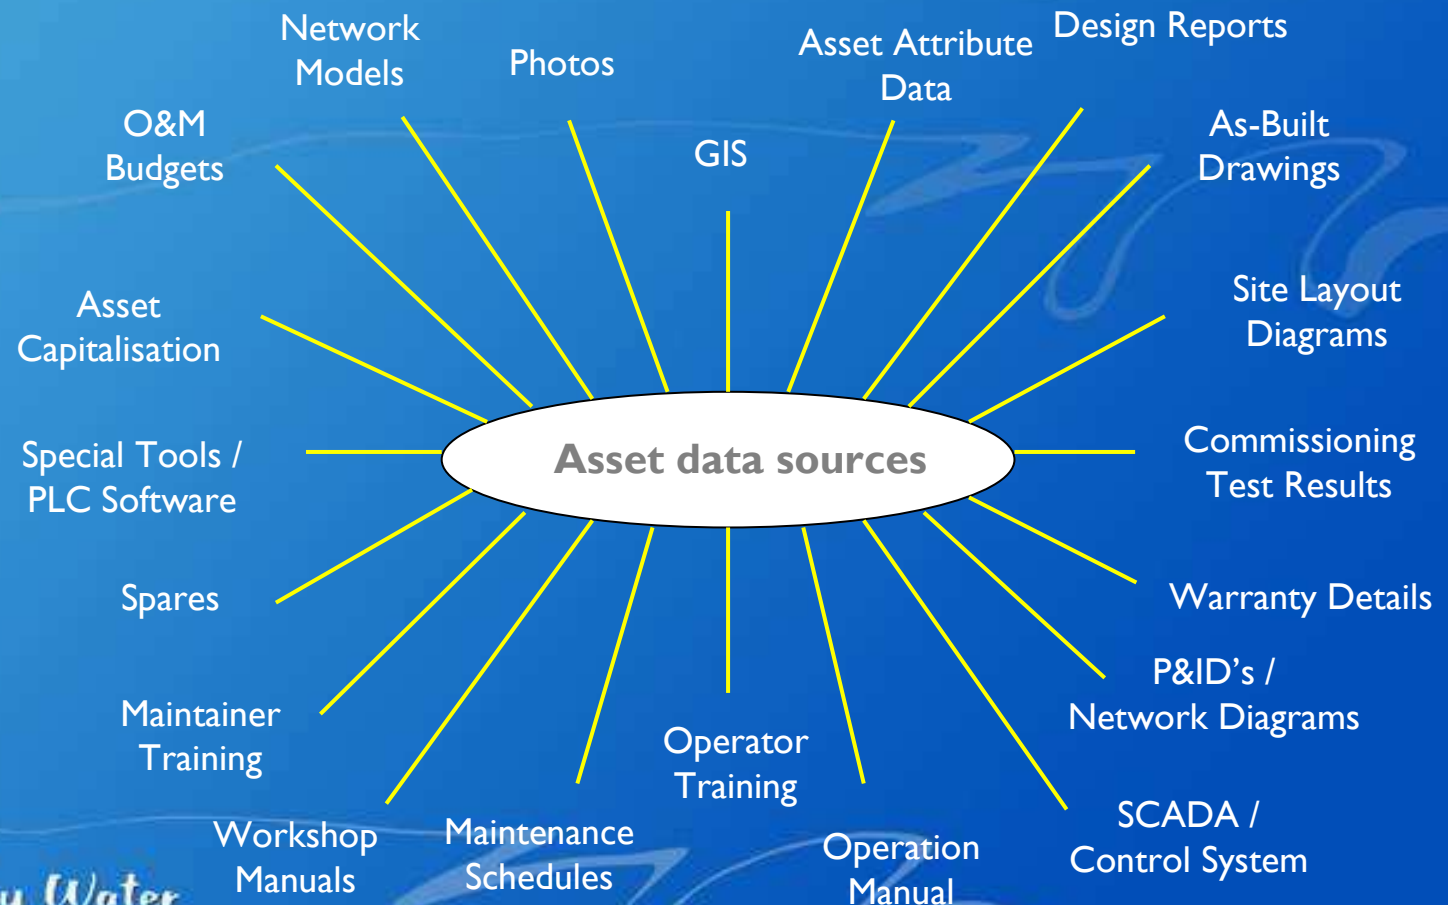 Network
Models
Photos
Asset Attribute
Data
Design Reports
O&M
Budgets
GIS
As-Built
Drawings
Asset
Capitalisation
Site Layout
Diagrams
Special Tools /
PLC Software
Asset data sources
Commissioning
Test Results
Spares
Warranty Details
Maintainer
Training
Operator
Training
P&ID’s /
Network Diagrams
Workshop
Manuals
Maintenance
Schedules
Operation
Manual
SCADA /
Control System
Water